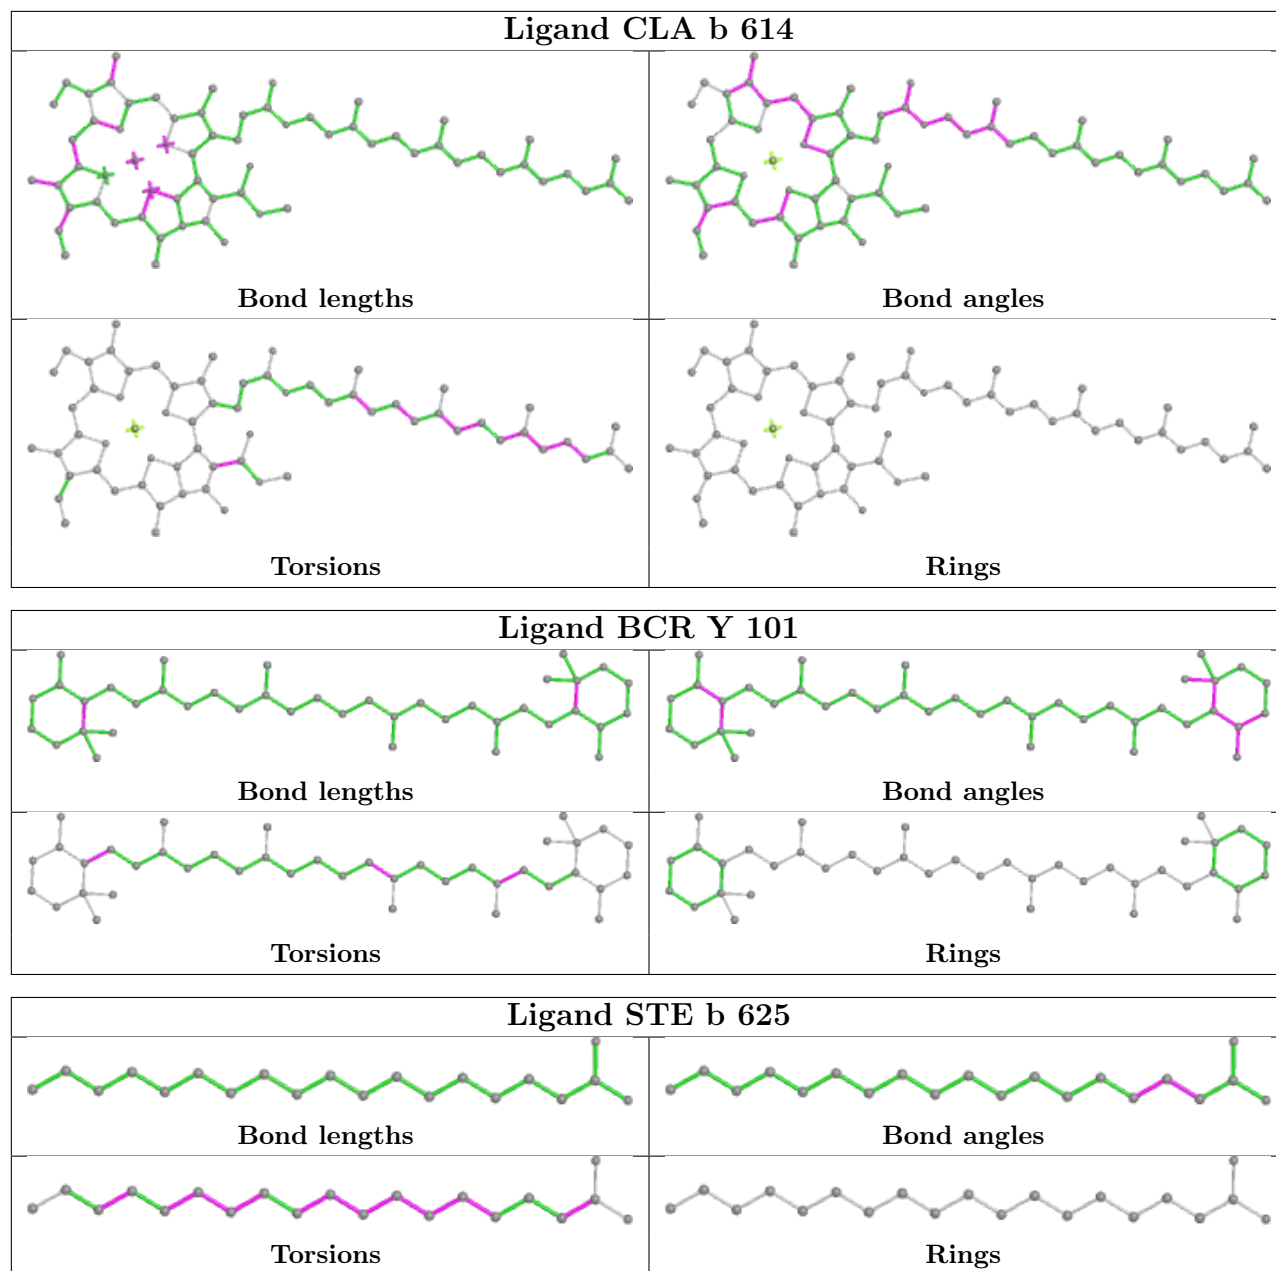 Ligand CLA b 614
Bond lengths
Bond angles
Torsions
Rings
Ligand BCR Y 101
Bond lengths
Bond angles
Torsions
Rings
Ligand STE b 625
Bond lengths
Bond angles
Torsions
Rings